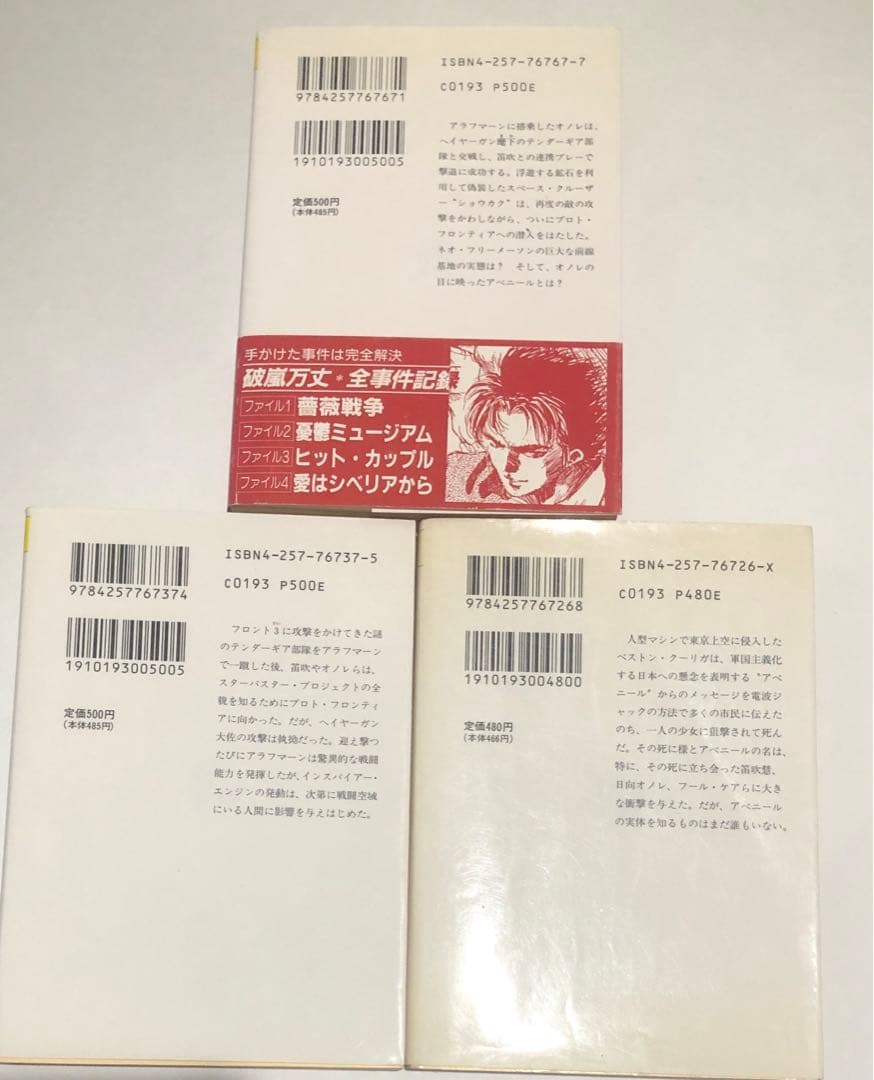 ISBN4-257-76767-7
C0193 P500E
9784257767671
1910193005005
定価500円
(本体485円)
アラフマーンに搭乗したオノレは、
ヘイヤーガン麾下のテンダーギア部
隊と交戦し、笛吹との連携プレーで
撃退に成功する。浮遊する鉱石を利
用して偽装したスペース・クルーザ
ー〝ショウカク〟は、再度の敵の攻
撃をかわしながら、ついにプロト・
フロンティアへの潜入をはたした。
ネオ・フリーメーソンの巨大な前線
基地の実態は? そして、オノレの
目に映ったアベニールとは?
手がけた事件は完全解決
破嵐万丈*全事件記録
ファイル1 薔薇戦争
ファイル2 憂鬱ミュージアム
ファイル3 ヒット・カップル
ファイル4 愛はシベリアから
ISBN4-257-76737-5
C0193 P500E
9784257767374
1910193005005
定価500円
(本体485円)
フロント3に攻撃をかけてきた謎
のテンダーギア部隊をアラフマーン
で一蹴した後、笛吹やオノレらは、
スターバスター・プロジェクトの全
貌を知るためにプロト・フロンティ
アに向かった。だが、ヘイヤーガン
大佐の攻撃は執拗だった。迎え撃つ
たびにアラフマーンは驚異的な戦闘
能力を発揮したが、インスパイアー・
エンジンの発動は、次第に戦闘空域
にいる人間に影響を与えはじめた。
ISBN4-257-76726-X
C0193 P480E
9784257767268
1910193004800
定価480円
(本体466円)
人型マシンで東京上空に侵入した
ベストン・クーリガは、軍国主義化
する日本への懸念を表明する〝アベ
ニール〟からのメッセージを電波ジ
ャックの方法で多くの市民に伝えた
のち、一人の少女に狙撃されて死ん
だ。その死に様とアベニールの名は、
特に、その死に立ち会った笛吹慧、
日向オノレ、フール・ケアらに大き
な衝撃を与えた。だが、アベニール
の実体を知るものはまだ誰もいない。